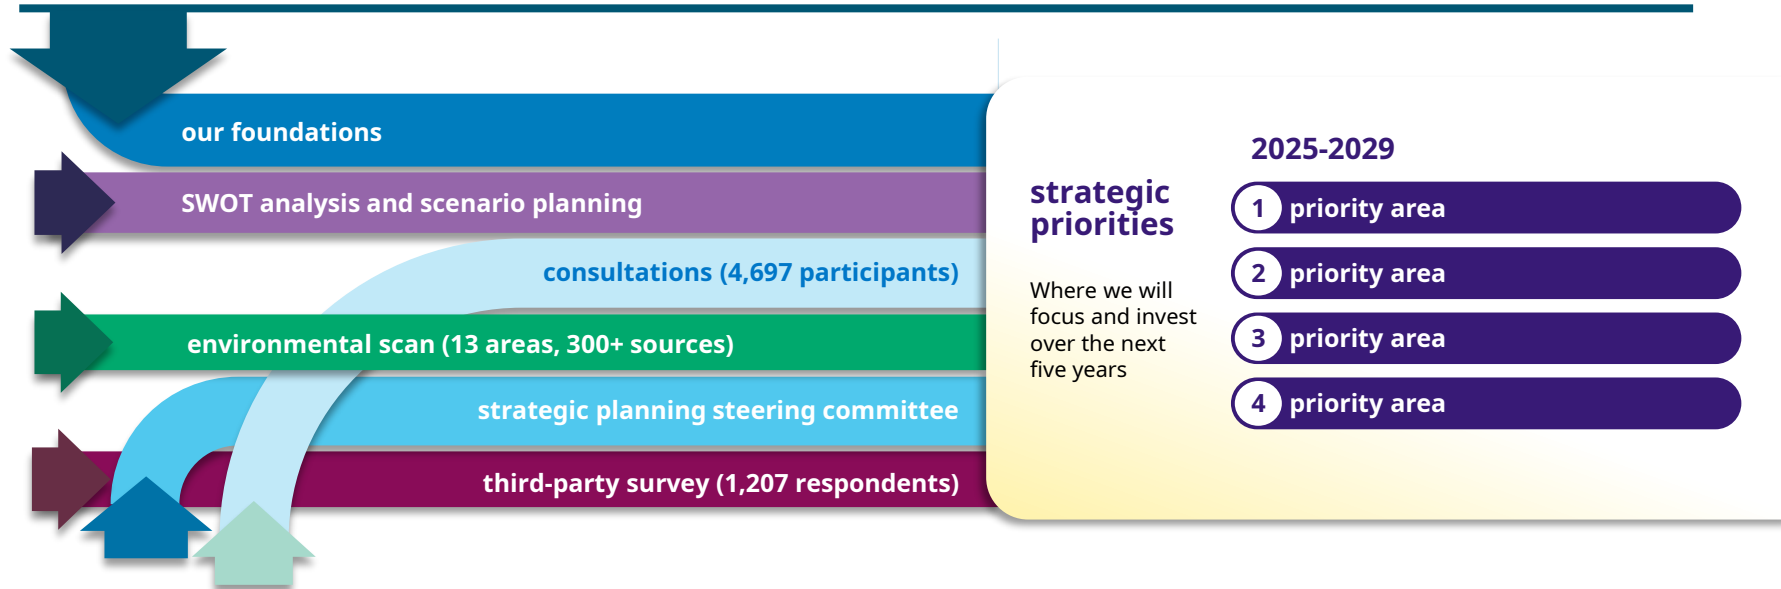 our foundations
SWOT analysis and scenario planning
consultations (4,697 participants)
environmental scan (13 areas, 300+ sources)
strategic planning steering committee
third-party survey (1,207 respondents)
strategic
priorities
Where we will
focus and invest
over the next
five years
2025-2029
1 priority area
2 priority area
3 priority area
4 priority area